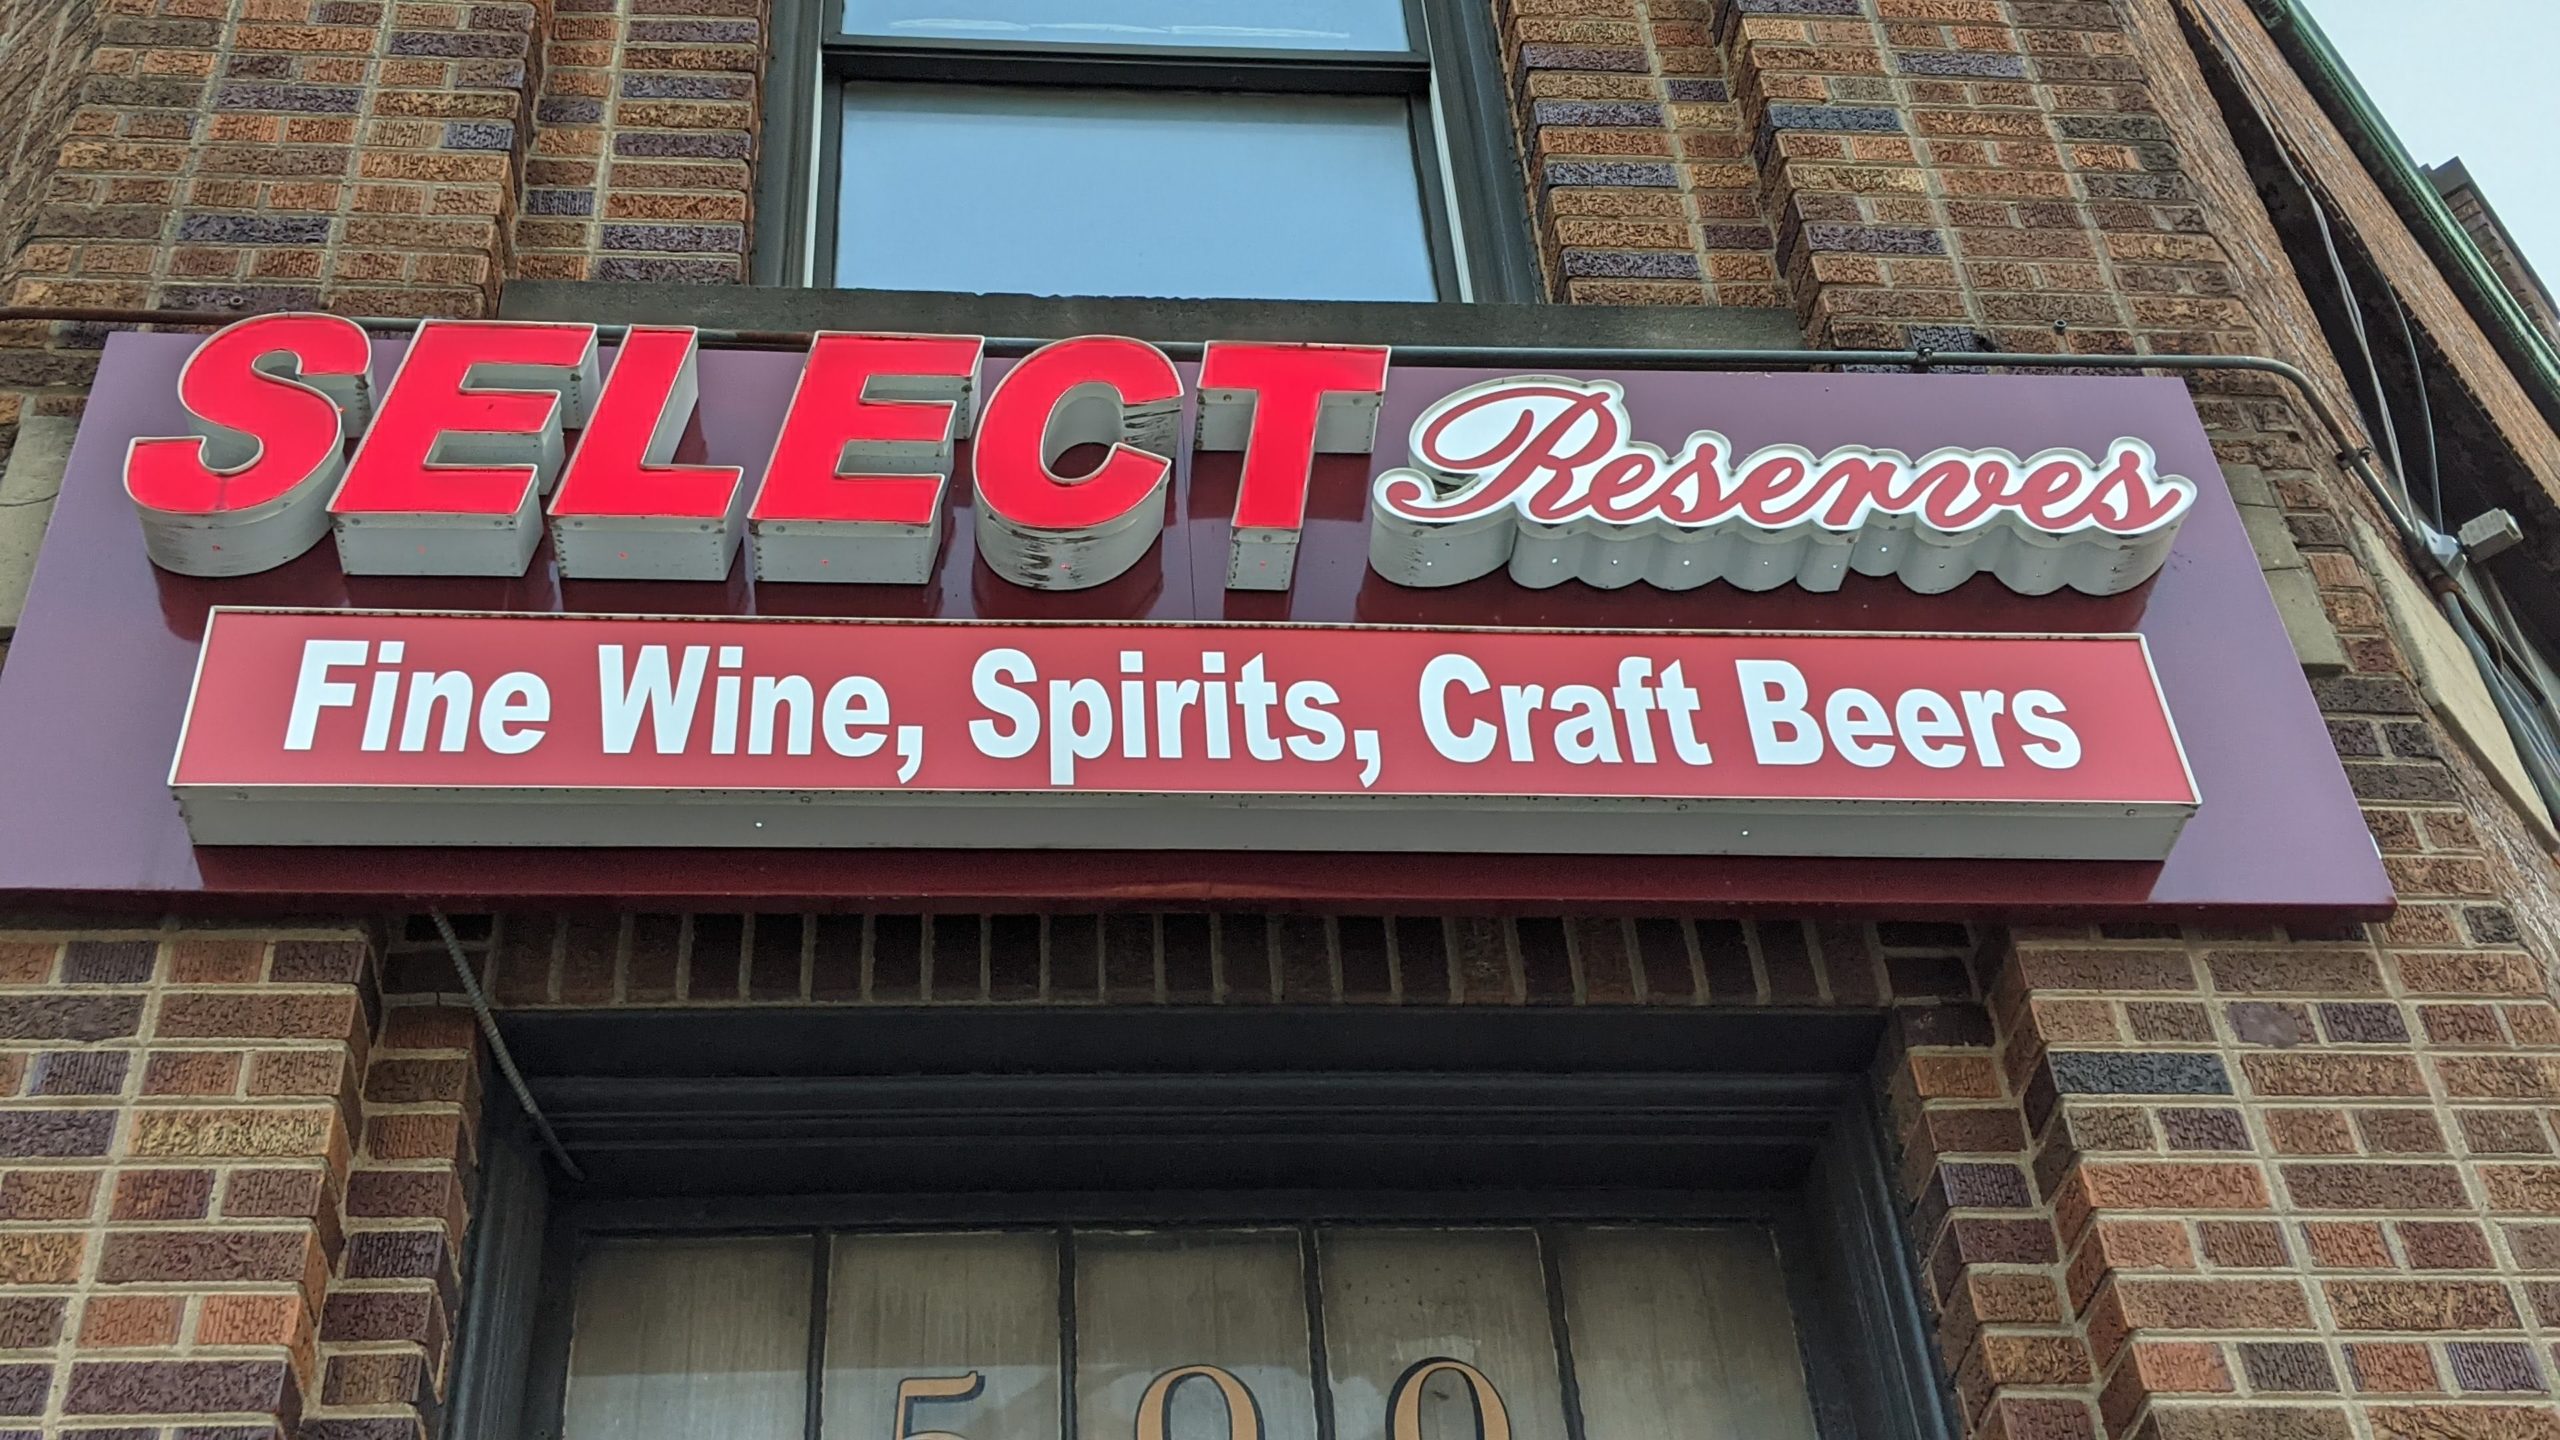 SELECT Reserves
Fine Wine, Spirits, Craft Beers